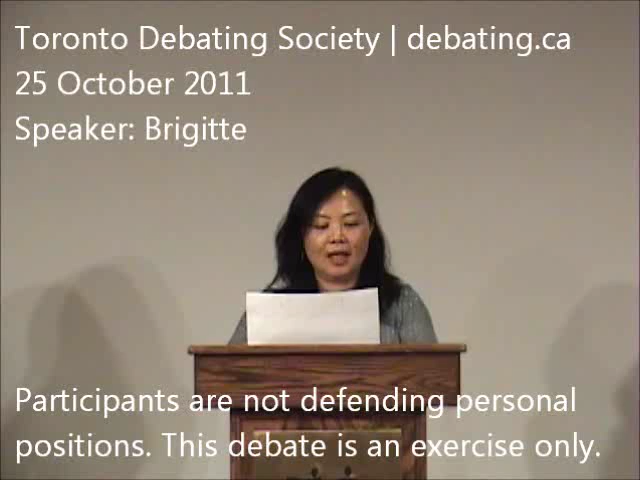 Toronto Debating Society | debating.ca
25 October 2011
Speaker: Brigitte
Participants are not defending personal
positions. This debate is an exercise only.